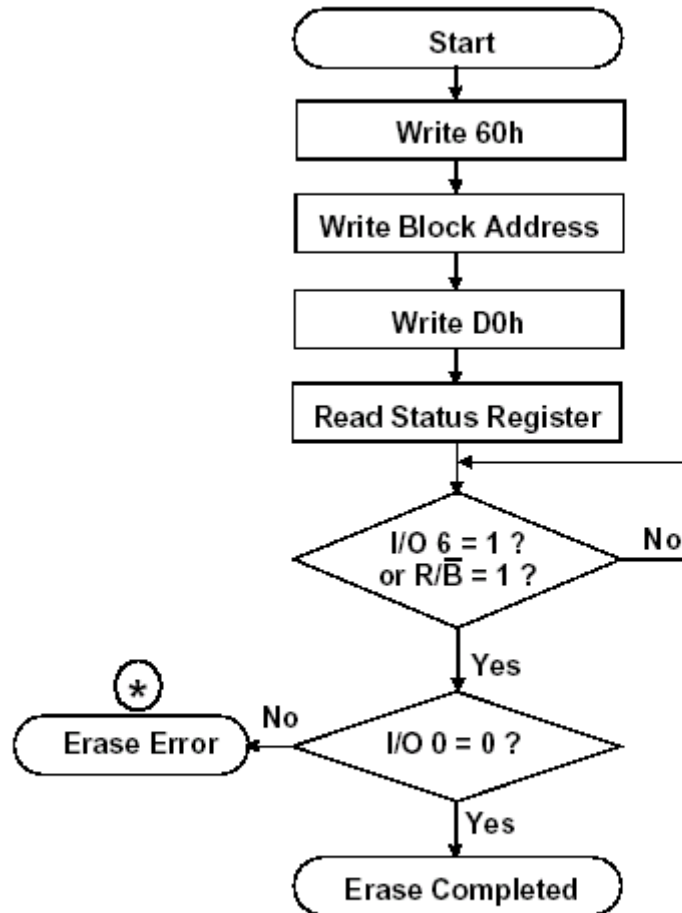 Start
Write 60h
Write Block Address
Write D0h
Read Status Register
I/O 6 = 1 ?
or R/B̅ = 1 ?
No
Yes
*
No
Erase Error
I/O 0 = 0 ?
Yes
Erase Completed